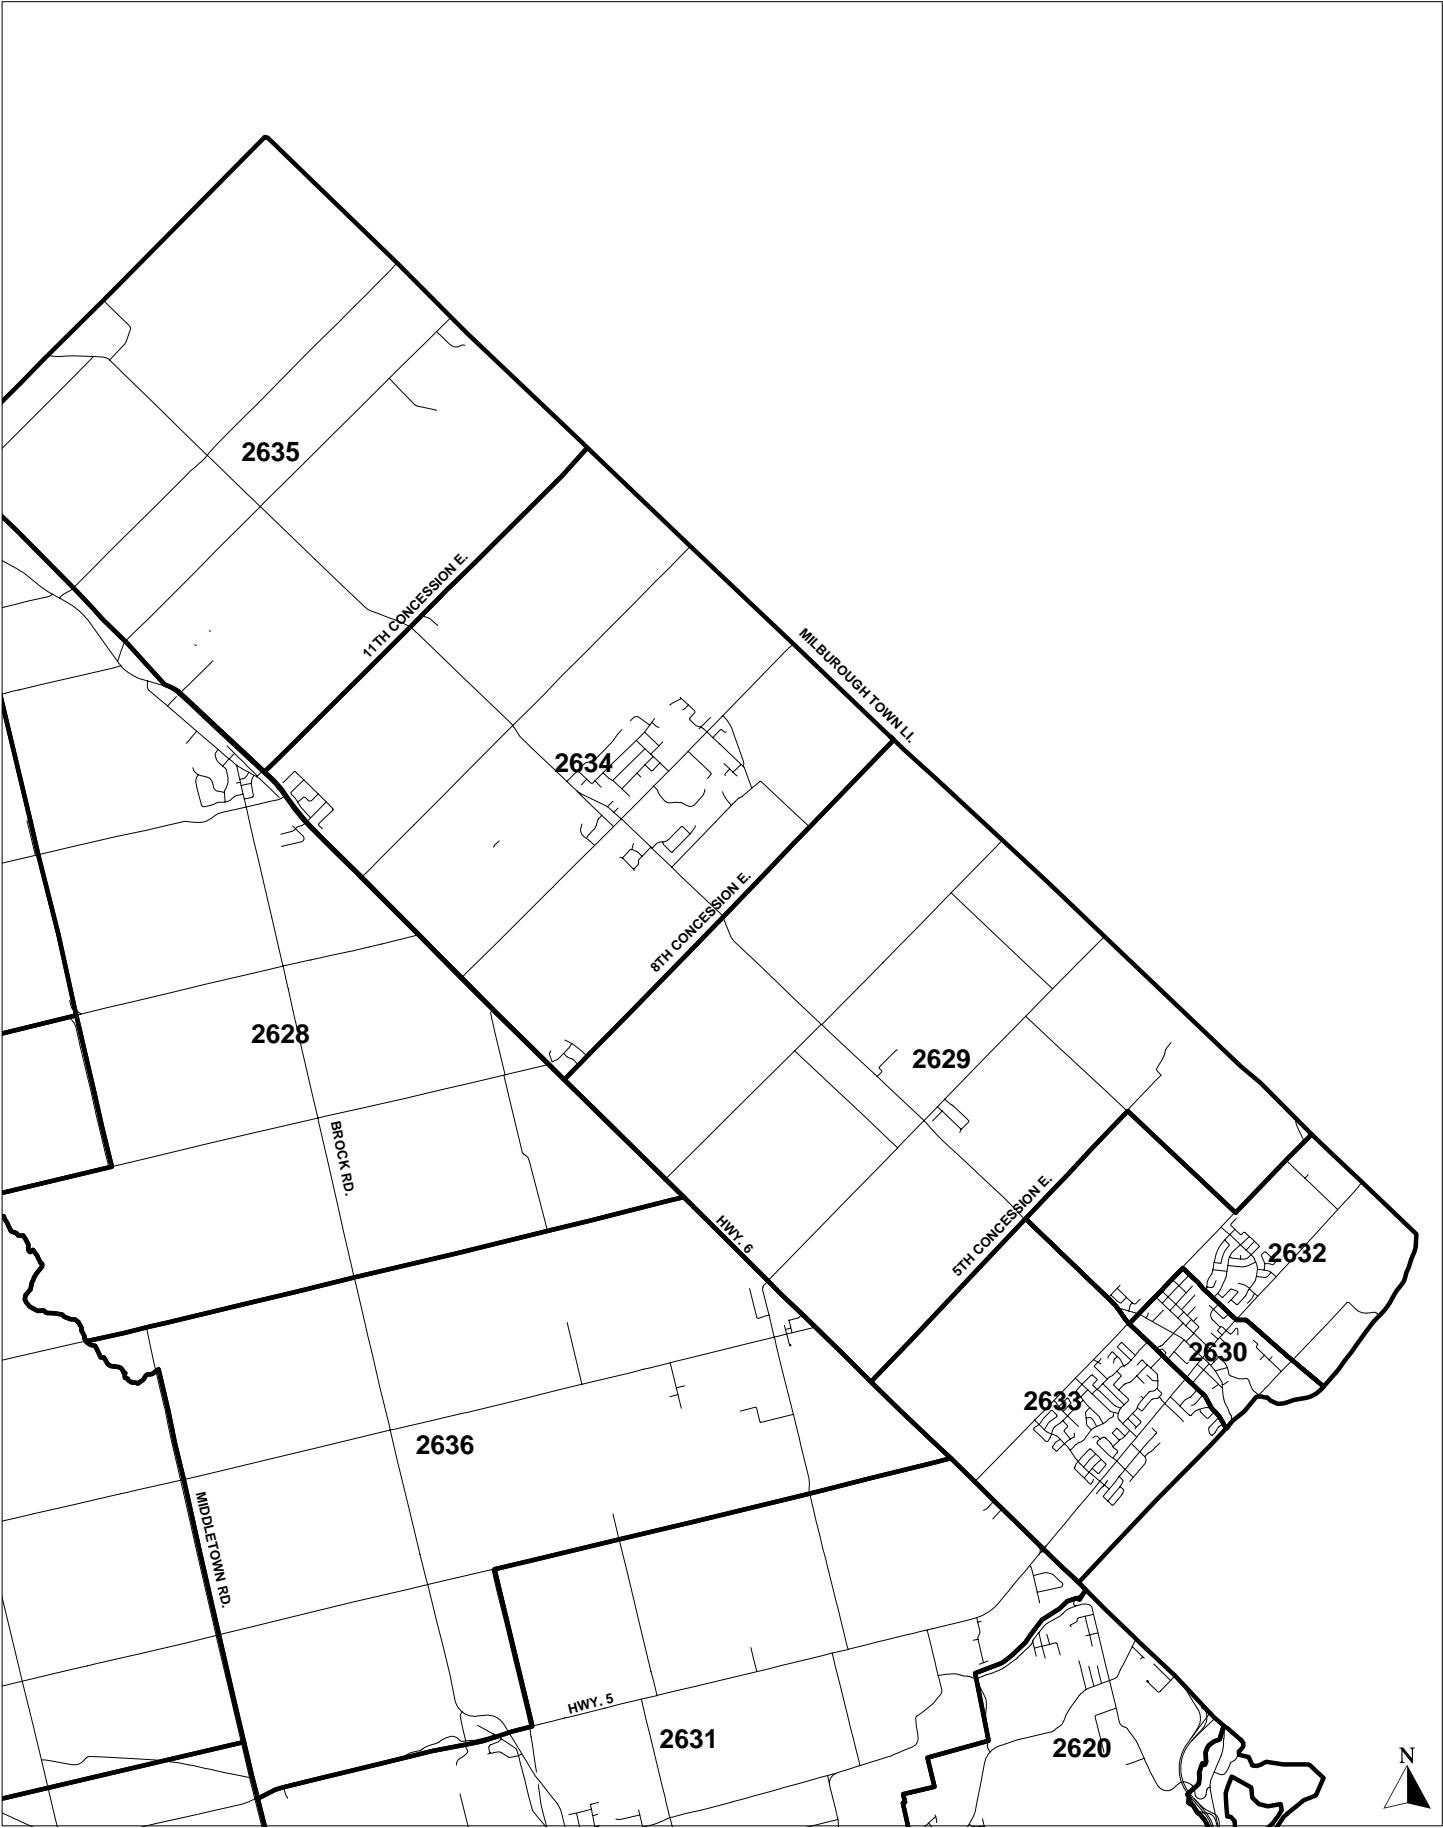 2635
11TH CONCESSION E.
MILBUROUGH TOWN LI.
2634
8TH CONCESSION E.
2628
2629
BROCK RD.
5TH CONCESSION E.
HWY. 6
2632
2630
2633
2636
MIDDLETOWN RD.
HWY. 5
2631
2620
N